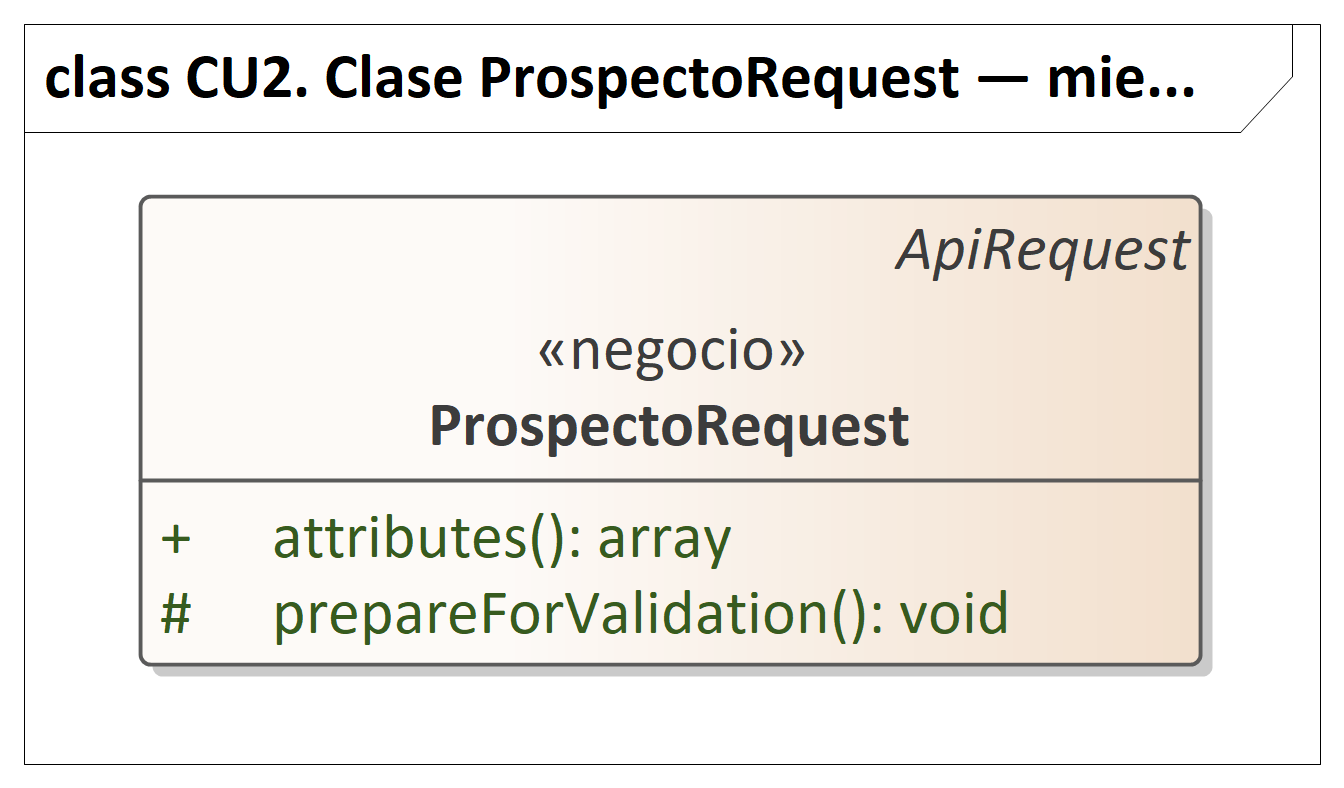 class CU2. Clase ProspectoRequest — mie...
ApiRequest
«negocio»
ProspectoRequest
+ attributes(): array
# prepareForValidation(): void